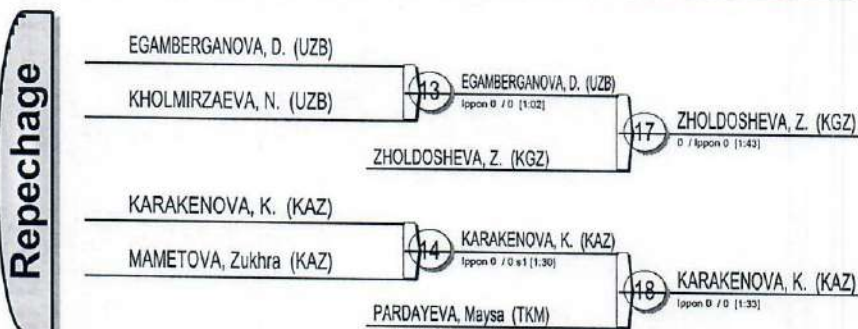 Repechage
EGAMBERGANOVA, D. (UZB)
KHOLMIRZAEVA, N. (UZB)
13
EGAMBERGANOVA, D. (UZB)
Ippon 0 / 0 [1:02]
ZHOLDOSHEVA, Z. (KGZ)
17
ZHOLDOSHEVA, Z. (KGZ)
0 / Ippon 0 [1:43]
KARAKENOVA, K. (KAZ)
MAMETOVA, Zukhra (KAZ)
14
KARAKENOVA, K. (KAZ)
Ippon 0 / 0 s1 [1:30]
PARDAYEVA, Maysa (TKM)
18
KARAKENOVA, K. (KAZ)
Ippon 0 / 0 [1:33]